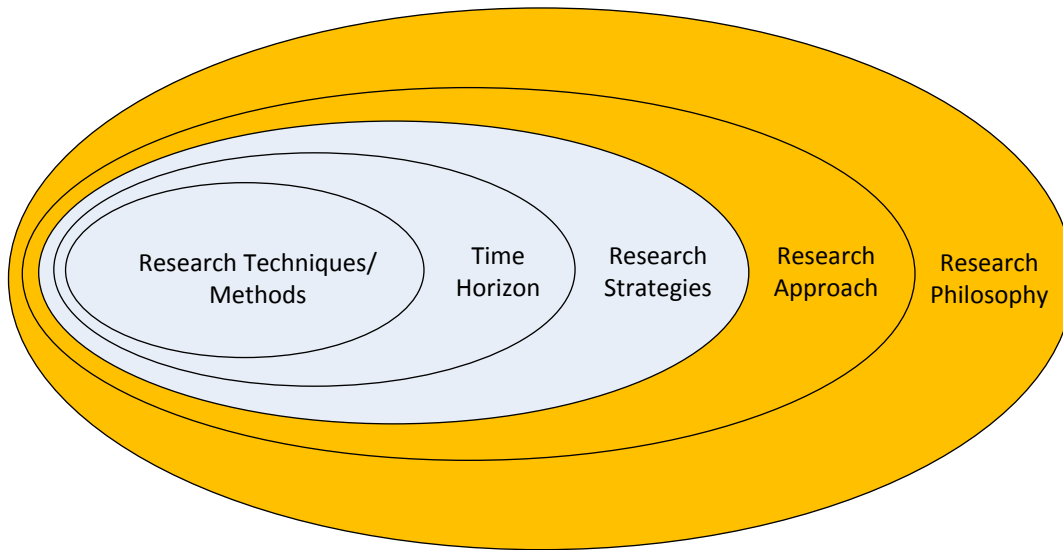 Research Techniques/
Methods
Time
Horizon
Research
Strategies
Research
Approach
Research
Philosophy